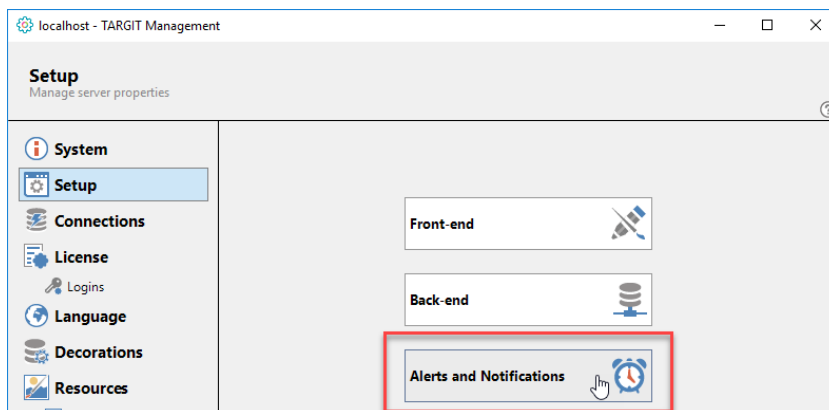 localhost - TARGIT Management
Setup
Manage server properties
System
Setup
Connections
License
Logins
Language
Decorations
Resources
Front-end
Back-end
Alerts and Notifications